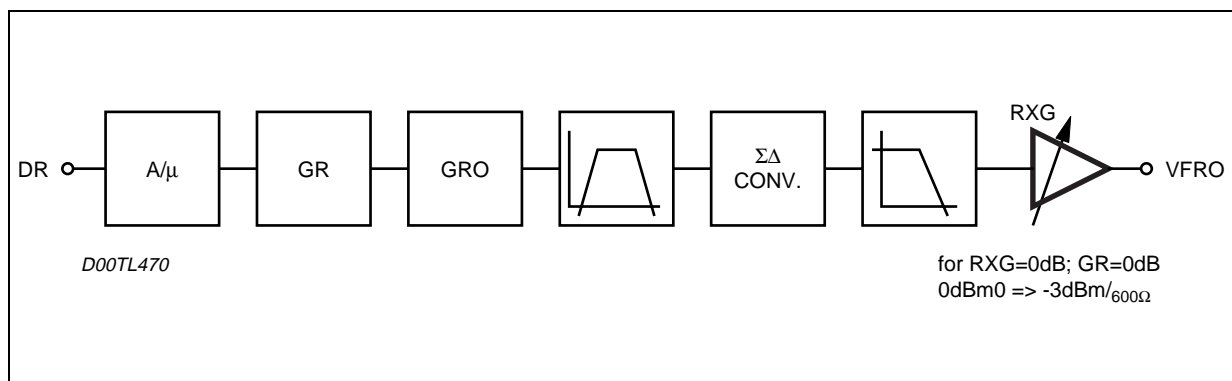 RXG
DR
A/μ
GR
GRO
ΣΔ
CONV.
VFRO
D00TL470
for RXG=0dB; GR=0dB
0dBm0 => -3dBm/600Ω